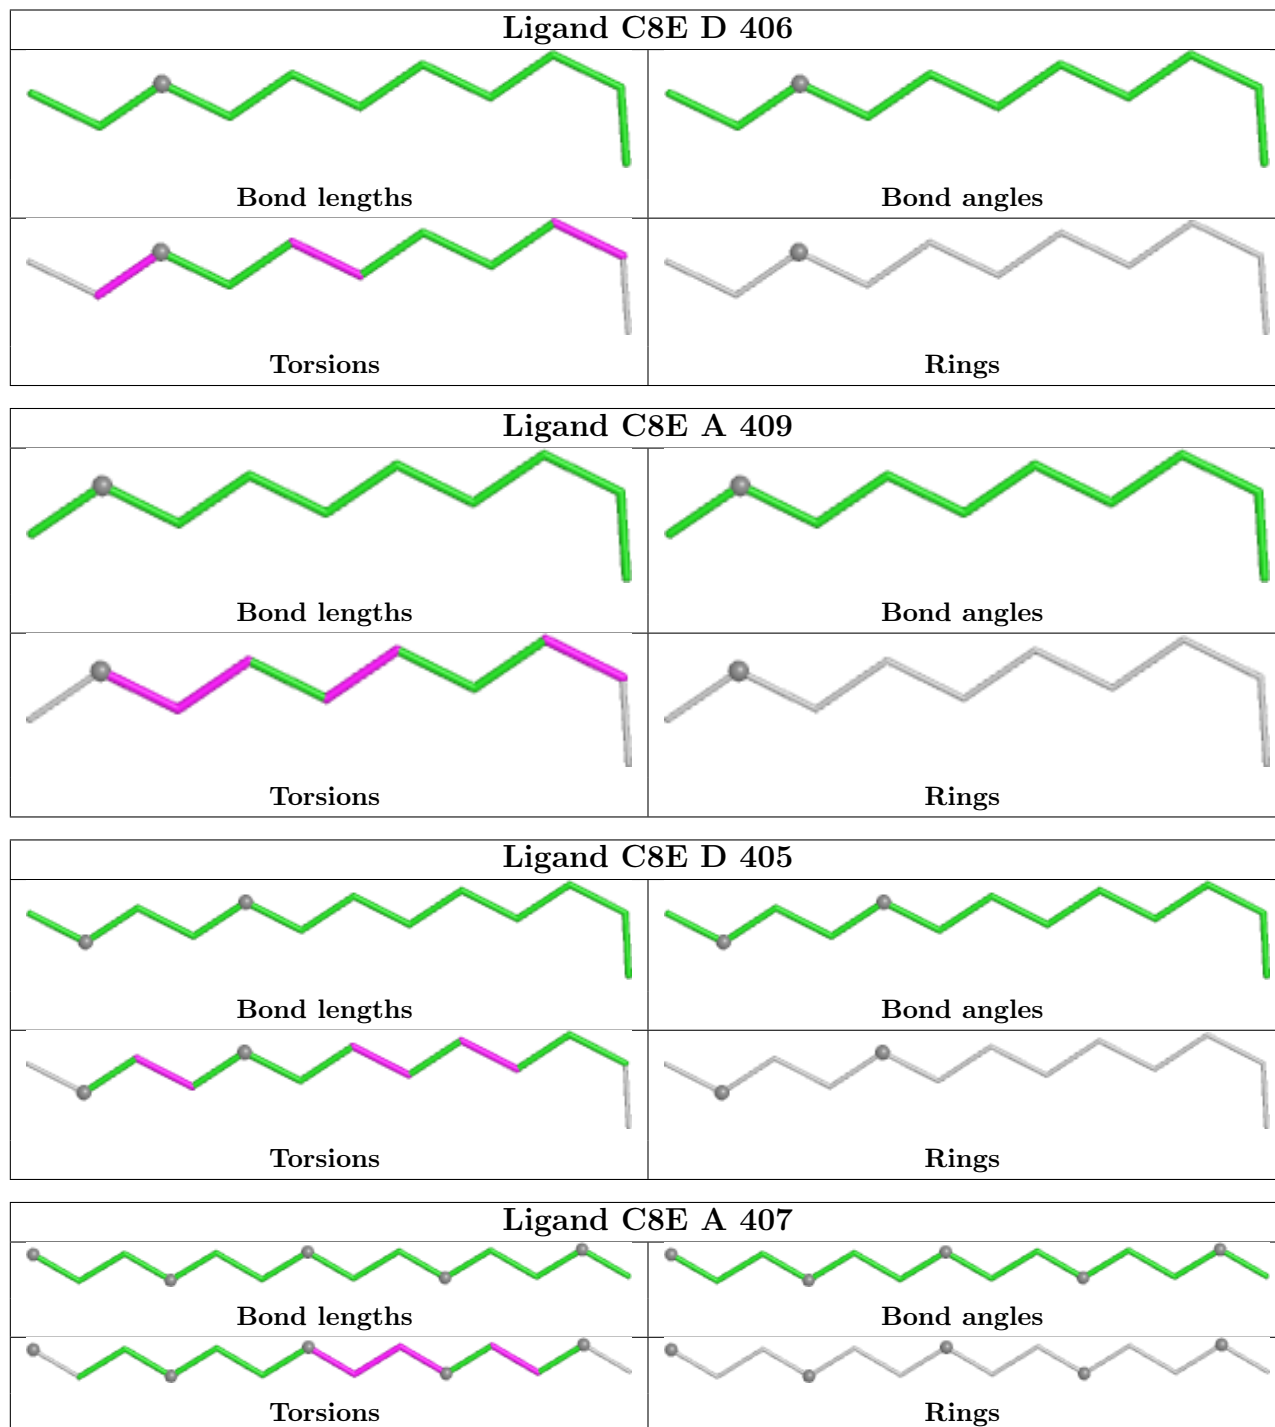 Ligand C8E D 406
Bond lengths
Bond angles
Torsions
Rings
Ligand C8E A 409
Bond lengths
Bond angles
Torsions
Rings
Ligand C8E D 405
Bond lengths
Bond angles
Torsions
Rings
Ligand C8E A 407
Bond lengths
Bond angles
Torsions
Rings